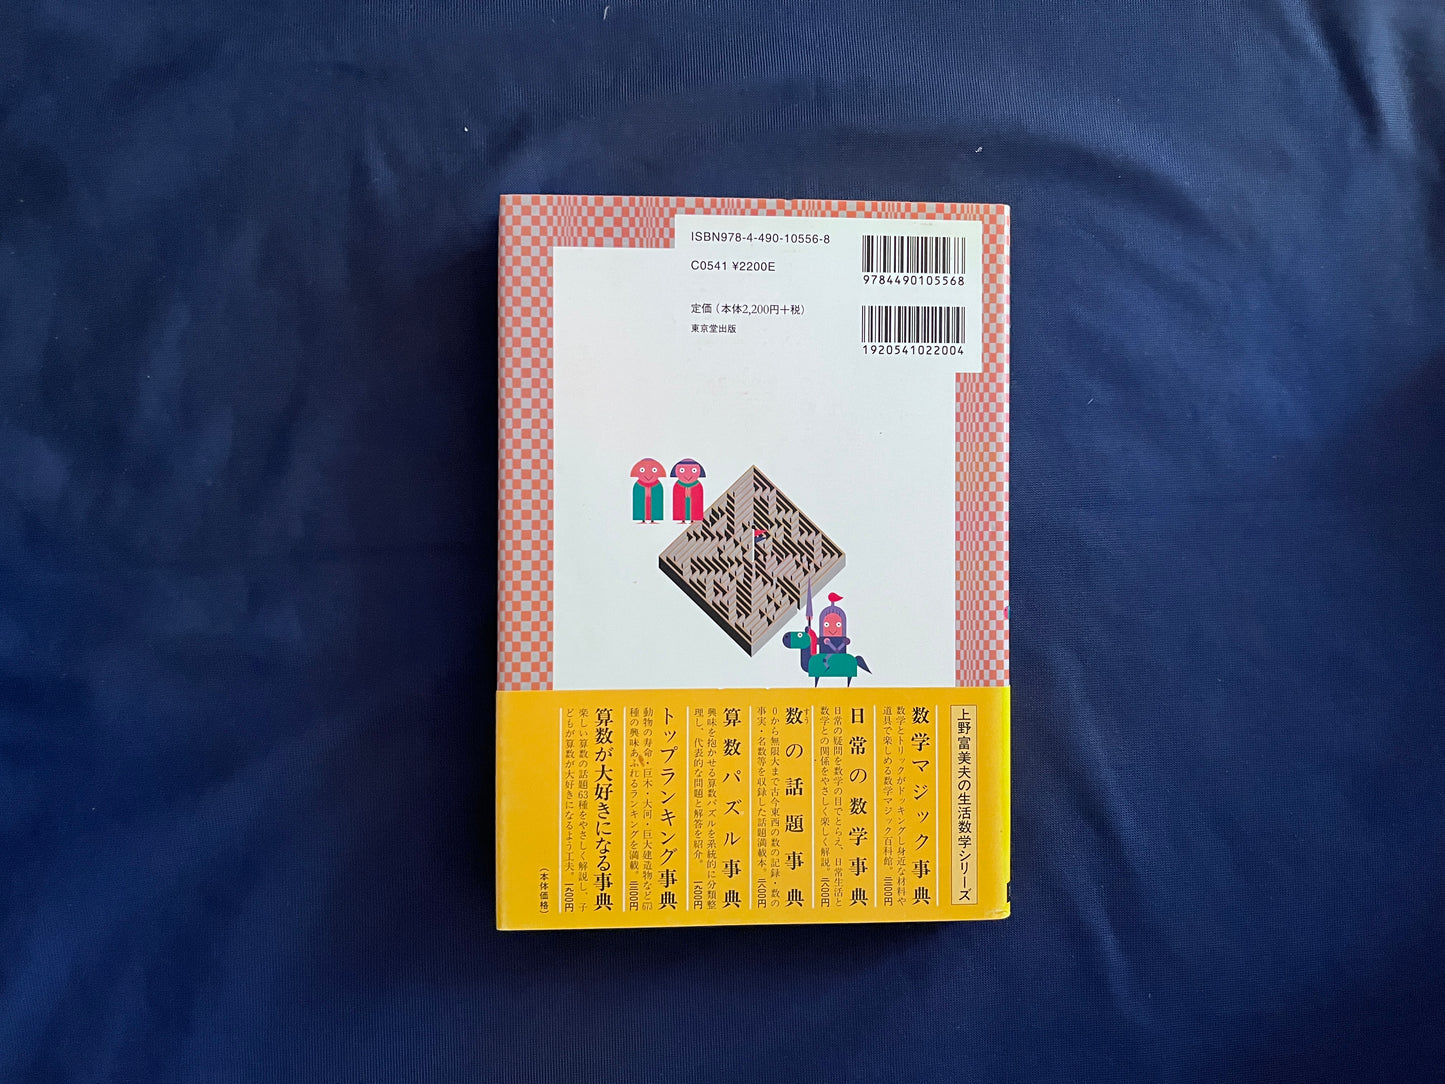 ISBN978-4-490-10556-8
C0541 ¥2200E
定価（本体2,200円＋税）
東京堂出版
9784490105568
1920541022004
上野富美夫の生活数学シリーズ
数学マジック事典
数学とトリックがドッキングし身近な材料や
道具で楽しめる数学マジック百科館。
日常の数学事典
日常の疑問を数学の目でとらえ、日常生活と
数学との関係をやさしく楽しく解説。
数の話題事典
すう
0から無限大まで古今東西の数の記録・数の
事実・名数等を収録した話題満載本。
算数パズル事典
興味を抱かせる算数パズルを系統的に分類整
理し、代表的な問題と解答を紹介。
トップランキング事典
動物の寿命・巨木・大河・巨大建造物など673
種の興味あふれるランキングを満載。
算数が大好きになる事典
楽しい算数の話題63種をやさしく解説し、子
どもが算数が大好きになるよう工夫。
（本体価格）